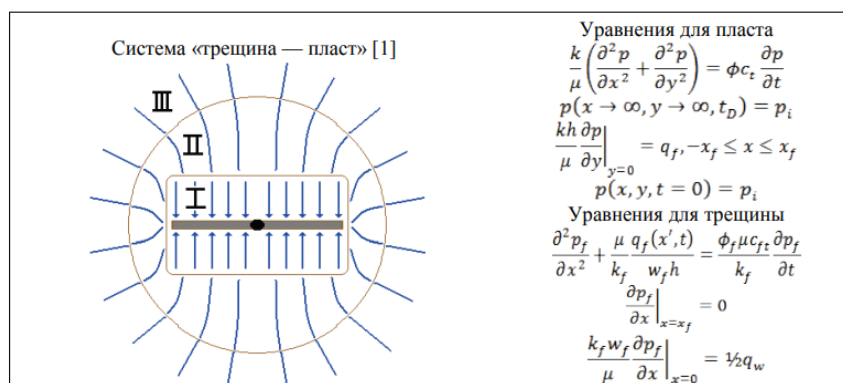 Система «трещина — пласт» [1]
III
II
I
Уравнения для пласта
k/μ (∂²p/∂x² + ∂²p/∂y²) = ϕc_t ∂p/∂t
p(x → ∞, y → ∞, t_D) = p_i
kh/μ ∂p/∂y|_{y=0} = q_f, −x_f ≤ x ≤ x_f
p(x, y, t = 0) = p_i
Уравнения для трещины
∂²p_f/∂x² + μ/k_f q_f(x′, t)/w_f h = ϕ_f μc_{ft}/k_f ∂p_f/∂t
∂p_f/∂x|_{x=x_f} = 0
k_f w_f/μ ∂p_f/∂x|_{x=0} = ½q_w